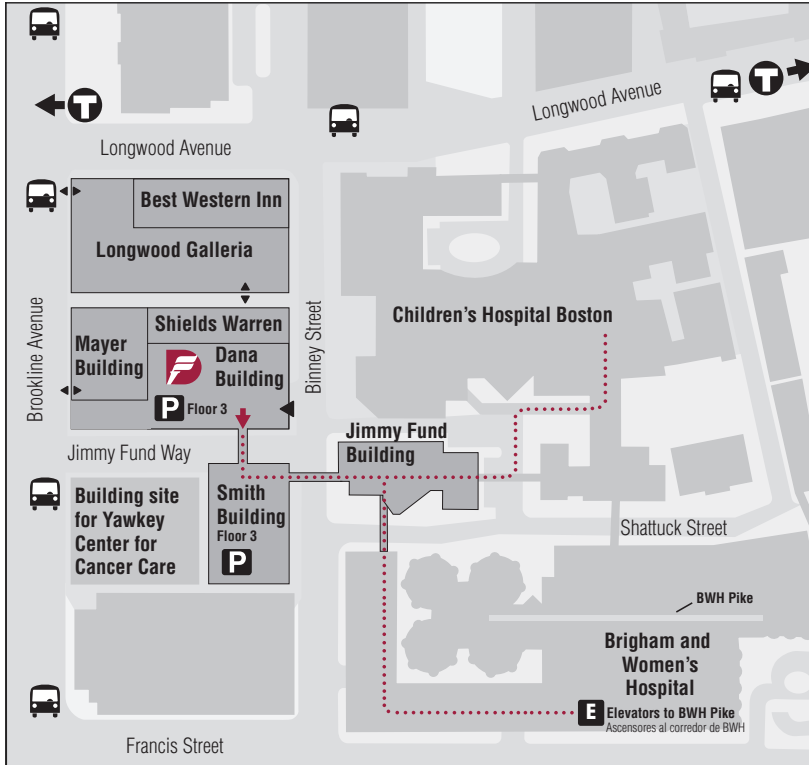 T
T
Longwood Avenue
Longwood Avenue
Best Western Inn
Longwood Galleria
Brookline Avenue
Binney Street
Children's Hospital Boston
Shields Warren
Mayer
Building
Dana
Building
P Floor 3
Jimmy Fund Way
Jimmy Fund
Building
Building site
for Yawkey
Center for
Cancer Care
Smith
Building
Floor 3
P
Shattuck Street
BWH Pike
Brigham and
Women's
Hospital
E Elevators to BWH Pike
Ascensores al corredor de BWH
Francis Street